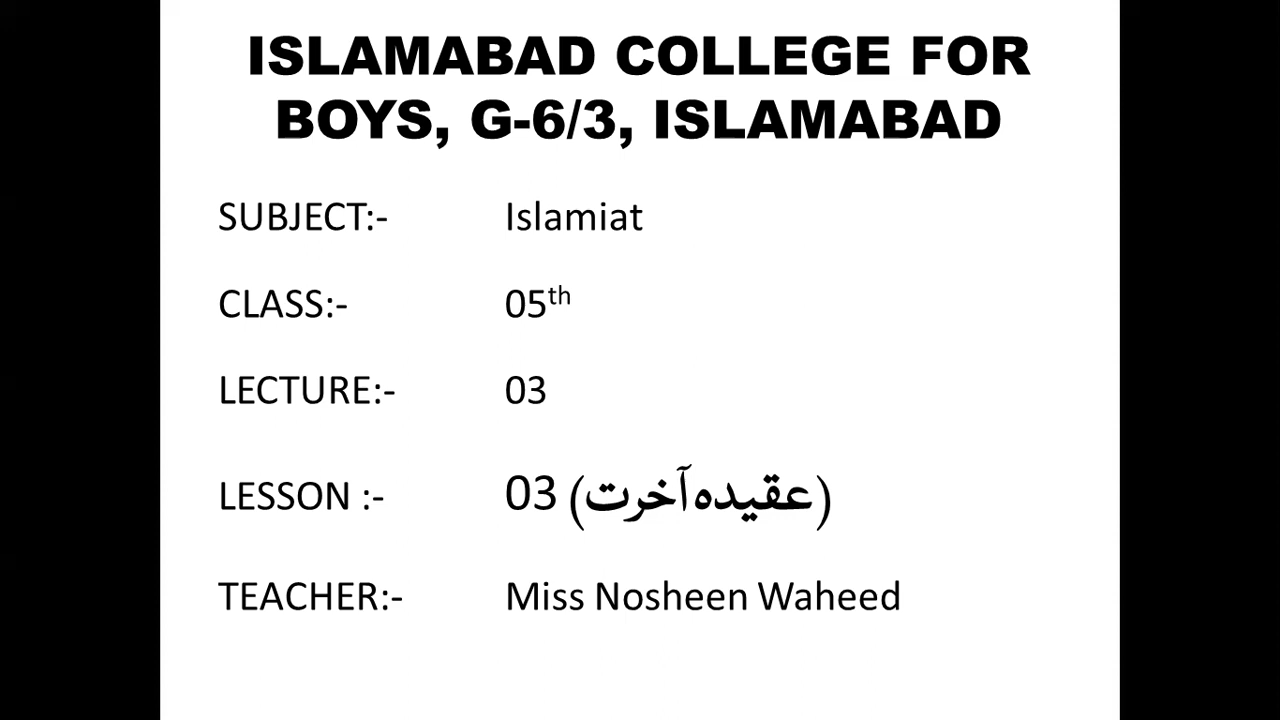 ISLAMABAD COLLEGE FOR
BOYS, G-6/3, ISLAMABAD
SUBJECT:- Islamiat
CLASS:- 05th
LECTURE:- 03
LESSON :- 03 (عقیدہ آخرت)
TEACHER:- Miss Nosheen Waheed